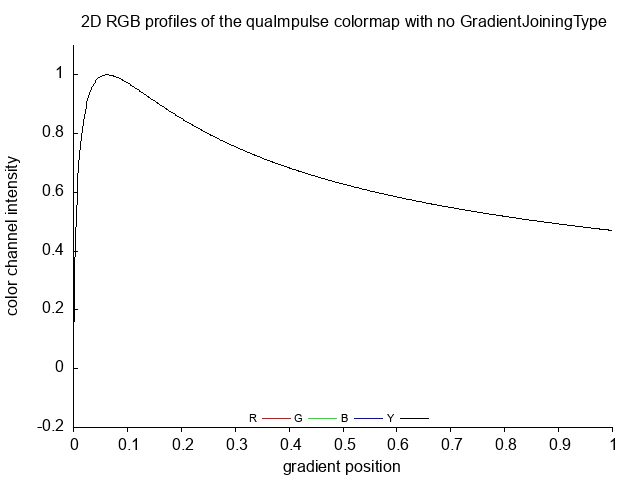 2D RGB profiles of the quaImpulse colormap with no GradientJoiningType
color channel intensity
1
0.8
0.6
0.4
0.2
0
-0.2
R G B Y
0 0.1 0.2 0.3 0.4 0.5 0.6 0.7 0.8 0.9 1
gradient position